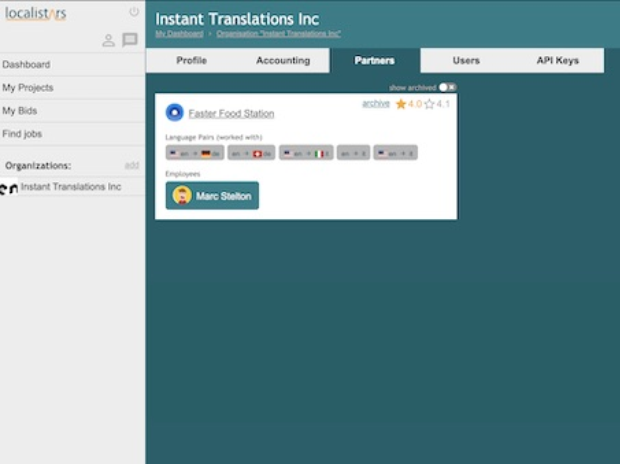 localistars
Dashboard
My Projects
My Bids
Find jobs
Organizations: add
Instant Translations Inc
Instant Translations Inc
My Dashboard > Organisation "Instant Translations Inc"
Profile Accounting Partners Users API Keys
show archived
Faster Food Station archive 4.0 4.1
Language Pairs (worked with)
en de en de en it en en
Employees
Marc Stelton